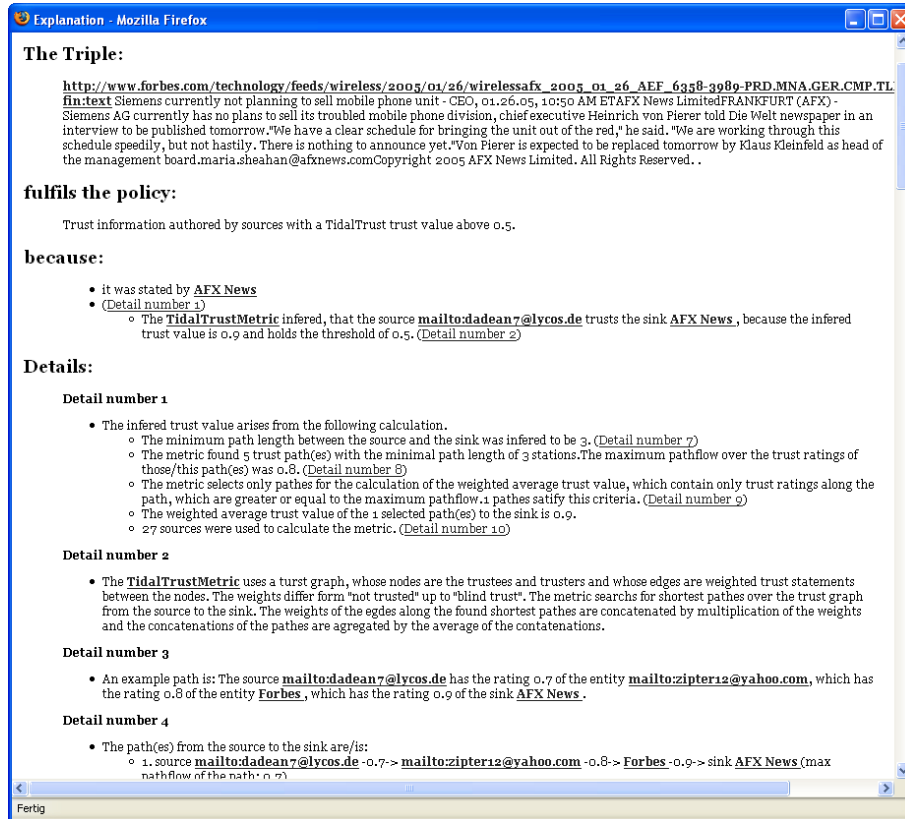 Explanation - Mozilla Firefox
The Triple:
http://www.forbes.com/technology/feeds/wireless/2005/01/26/wirelessafx_2005_01_26_AEF_6358-3989-PRD.MNA.GER.CMP.TL
fin:text Siemens currently not planning to sell mobile phone unit - CEO, 01.26.05, 10:50 AM ETAFX News LimitedFRANKFURT (AFX) -
Siemens AG currently has no plans to sell its troubled mobile phone division, chief executive Heinrich von Pierer told Die Welt newspaper in an
interview to be published tomorrow."We have a clear schedule for bringing the unit out of the red," he said. "We are working through this
schedule speedily, but not hastily. There is nothing to announce yet."Von Pierer is expected to be replaced tomorrow by Klaus Kleinfeld as head of
the management board.maria.sheahan@afxnews.comCopyright 2005 AFX News Limited. All Rights Reserved. .
fulfils the policy:
Trust information authored by sources with a TidalTrust trust value above 0.5.
because:
• it was stated by AFX News
• (Detail number 1)
○ The TidalTrustMetric infered, that the source mailto:dadean7@lycos.de trusts the sink AFX News , because the infered
trust value is 0.9 and holds the threshold of 0.5. (Detail number 2)
Details:
Detail number 1
• The infered trust value arises from the following calculation.
○ The minimum path length between the source and the sink was infered to be 3. (Detail number 7)
○ The metric found 5 trust path(es) with the minimal path length of 3 stations.The maximum pathflow over the trust ratings of
those/this path(es) was 0.8. (Detail number 8)
○ The metric selects only pathes for the calculation of the weighted average trust value, which contain only trust ratings along the
path, which are greater or equal to the maximum pathflow.1 pathes satify this criteria. (Detail number 9)
○ The weighted average trust value of the 1 selected path(es) to the sink is 0.9.
○ 27 sources were used to calculate the metric. (Detail number 10)
Detail number 2
• The TidalTrustMetric uses a turst graph, whose nodes are the trustees and trusters and whose edges are weighted trust statements
between the nodes. The weights differ form "not trusted" up to "blind trust". The metric searchs for shortest pathes over the trust graph
from the source to the sink. The weights of the egdes along the found shortest pathes are concatenated by multiplication of the weights
and the concatenations of the pathes are agregated by the average of the contatenations.
Detail number 3
• An example path is: The source mailto:dadean7@lycos.de has the rating 0.7 of the entity mailto:zipter12@yahoo.com, which has
the rating 0.8 of the entity Forbes , which has the rating 0.9 of the sink AFX News .
Detail number 4
• The path(es) from the source to the sink are/is:
○ 1. source mailto:dadean7@lycos.de -0.7-> mailto:zipter12@yahoo.com -0.8-> Forbes -0.9-> sink AFX News (max
pathflow of the path: 0.7)
Fertig